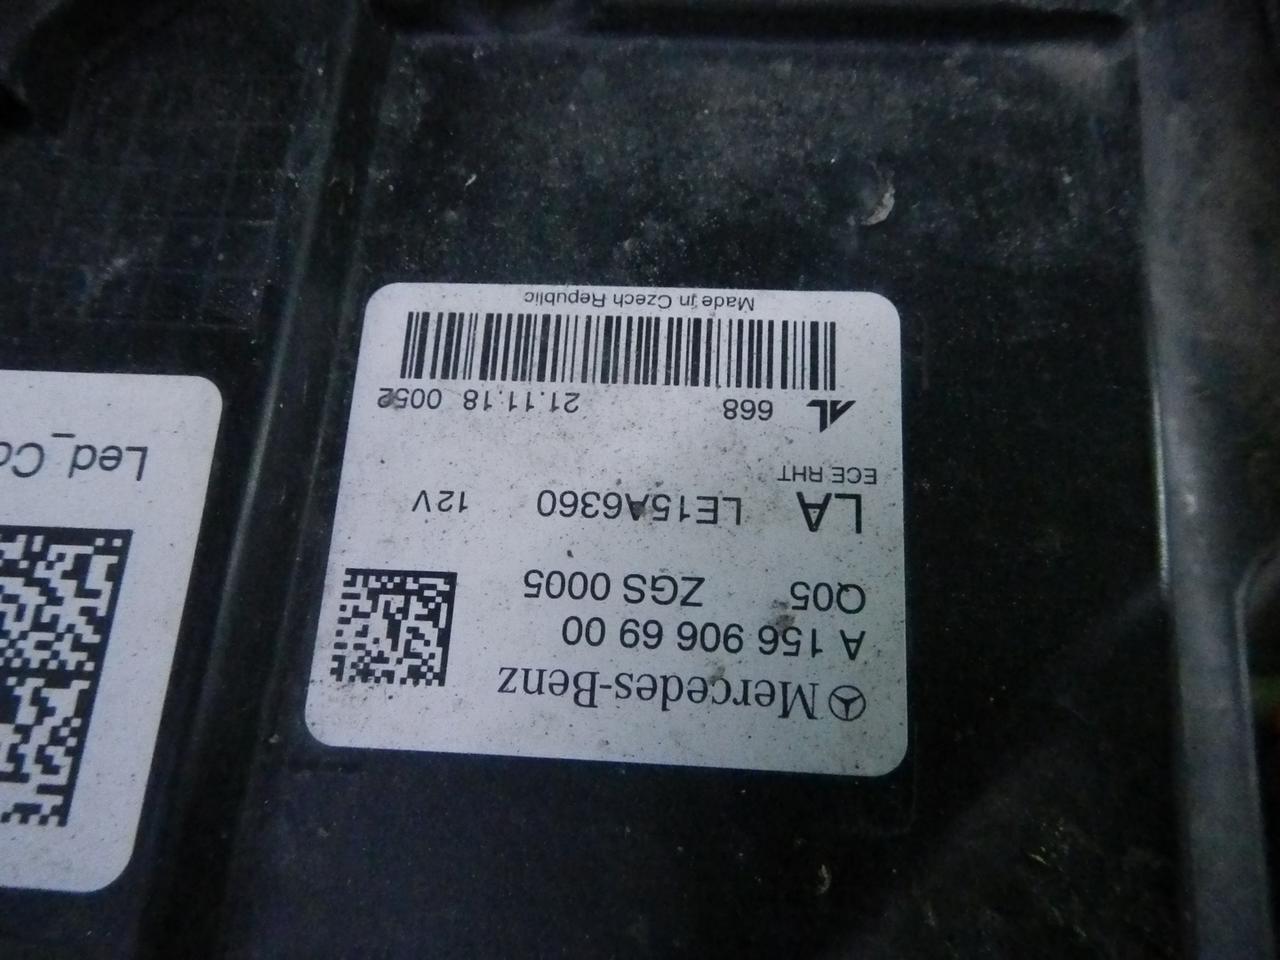 Mercedes-Benz
A 156 906 69 00
Q05 ZGS 0005
LA LE15A6360 12V
ECE RHT
AL 668 21.11.18 0052
Made in Czech Republic
Led_Co